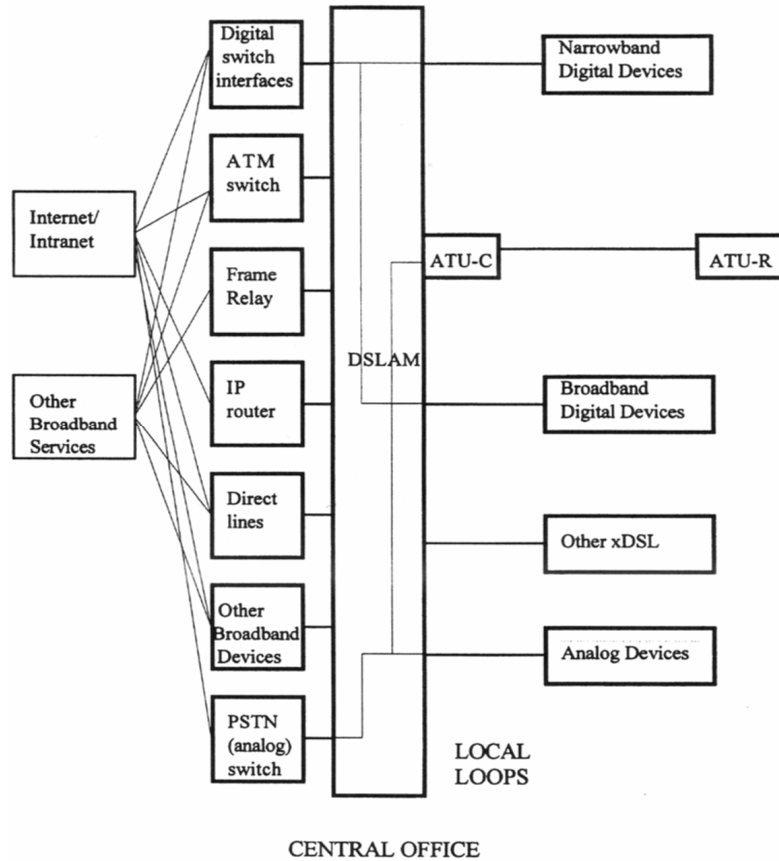 Digital
switch
interfaces
Narrowband
Digital Devices
ATM
switch
Internet/
Intranet
ATU-C
ATU-R
Frame
Relay
DSLAM
IP
router
Other
Broadband
Services
Broadband
Digital Devices
Direct
lines
Other xDSL
Other
Broadband
Devices
Analog Devices
PSTN
(analog)
switch
LOCAL
LOOPS
CENTRAL OFFICE